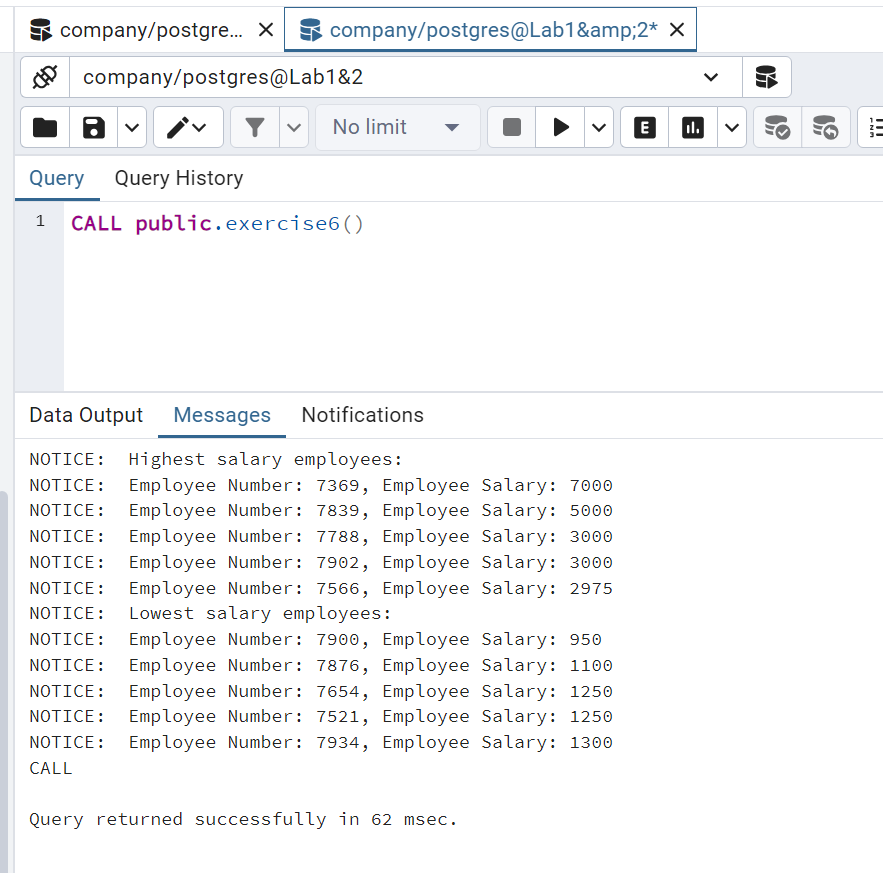 company/postgre... company/postgres@Lab1&amp;2*
company/postgres@Lab1&2
No limit
E
Query Query History
1 CALL public.exercise6()
Data Output Messages Notifications
NOTICE:  Highest salary employees:
NOTICE:  Employee Number: 7369, Employee Salary: 7000
NOTICE:  Employee Number: 7839, Employee Salary: 5000
NOTICE:  Employee Number: 7788, Employee Salary: 3000
NOTICE:  Employee Number: 7902, Employee Salary: 3000
NOTICE:  Employee Number: 7566, Employee Salary: 2975
NOTICE:  Lowest salary employees:
NOTICE:  Employee Number: 7900, Employee Salary: 950
NOTICE:  Employee Number: 7876, Employee Salary: 1100
NOTICE:  Employee Number: 7654, Employee Salary: 1250
NOTICE:  Employee Number: 7521, Employee Salary: 1250
NOTICE:  Employee Number: 7934, Employee Salary: 1300
CALL
Query returned successfully in 62 msec.